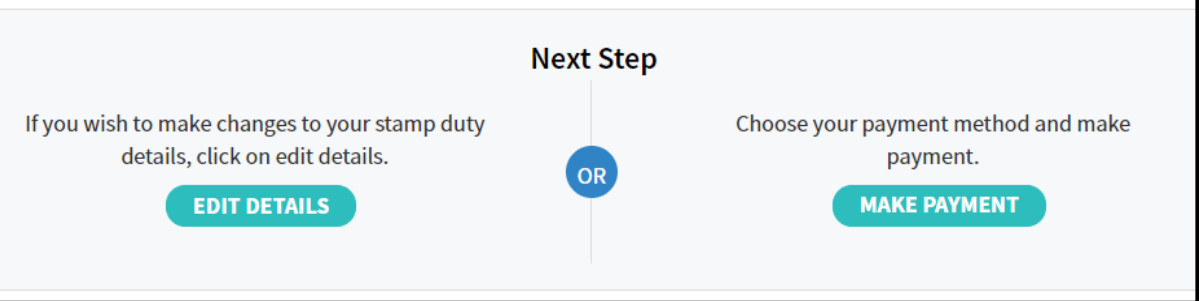 Next Step
If you wish to make changes to your stamp duty
details, click on edit details.
EDIT DETAILS
OR
Choose your payment method and make
payment.
MAKE PAYMENT